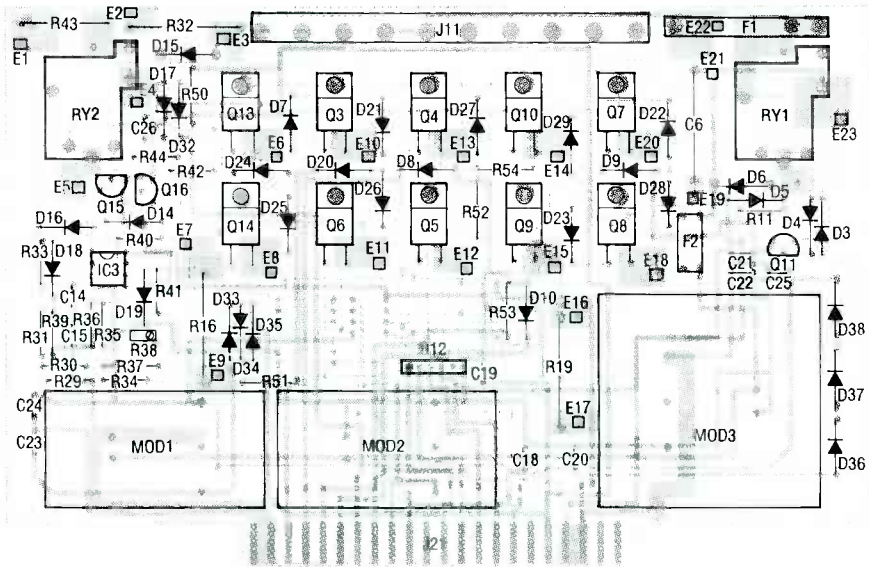 E2
R43 R32
E3 J11 E22 F1
E1 D15
D17 R50 E21
E4
RY2 Q13 D7 Q3 D21 Q4 D27 Q10 D29 Q7 D22 C6 RY1 E23
C26
D32
R44 E6 E10 E13 E14 E20
R42 D24 D20 D8 R54 D9
E5 Q15 Q16 D26 D28 E19 D6 D5
D16 D14 Q14 D25 Q6 Q5 R52 Q9 D23 Q8 F2 R11 D4 D3
R40 E7
R33 D18 IC3 E8 E11 E12 E15 E18 C21 Q11
C22 C25
C14 D19 R41
R39 R36 R16 D33 D35 R53 D10 E16 D38
R31 C15 R35 R38
D34 J12
R30 R37 E9 C19 R19
R29 R34 R51 D37
C24 E17
C23 MOD1 MOD2 MOD3 D36
C18 C20
J21